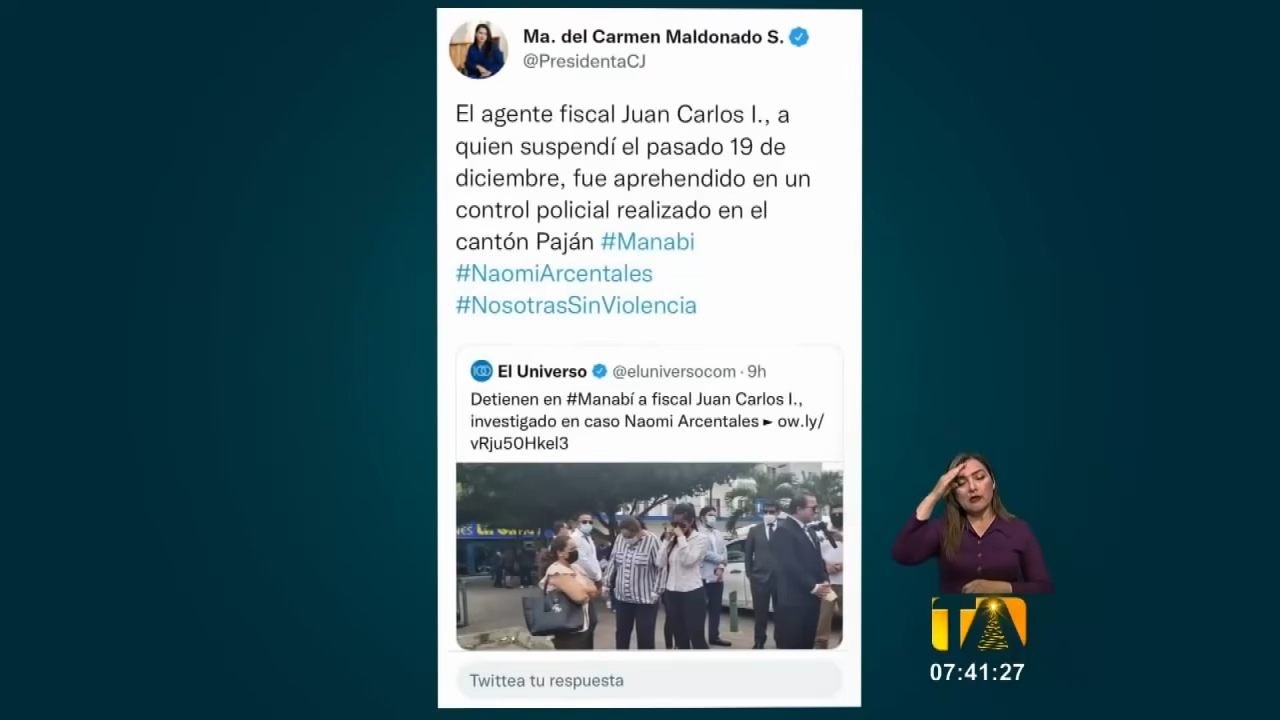 Ma. del Carmen Maldonado S.
@PresidentaCJ
El agente fiscal Juan Carlos I., a
quien suspendí el pasado 19 de
diciembre, fue aprehendido en un
control policial realizado en el
cantón Paján #Manabi
#NaomiArcentales
#NosotrasSinViolencia
El Universo @eluniversocom · 9h
Detienen en #Manabí a fiscal Juan Carlos I.,
investigado en caso Naomi Arcentales ► ow.ly/
vRju50Hkel3
Twittea tu respuesta
TA
07:41:27